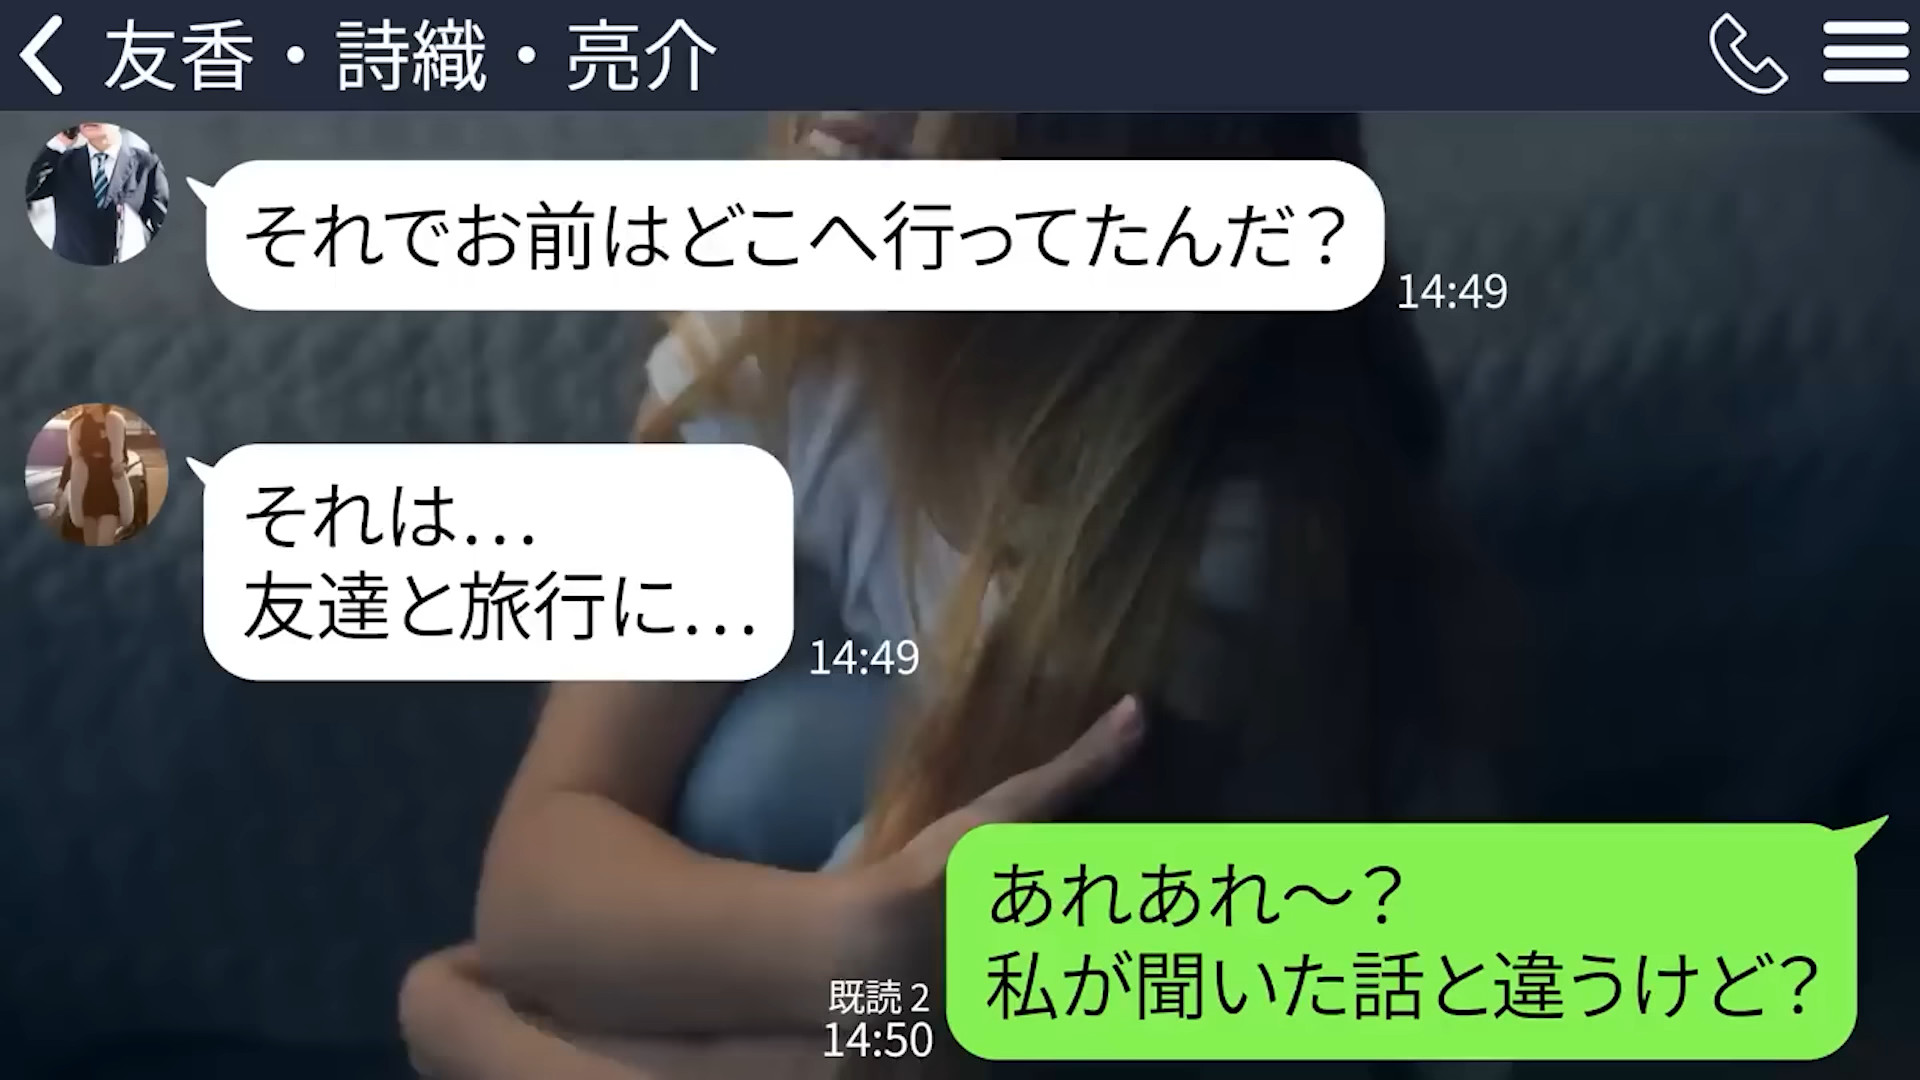 友香・詩織・亮介
それでお前はどこへ行ってたんだ？
14:49
それは…
友達と旅行に…
14:49
あれあれ～？
私が聞いた話と違うけど？
既読 2
14:50